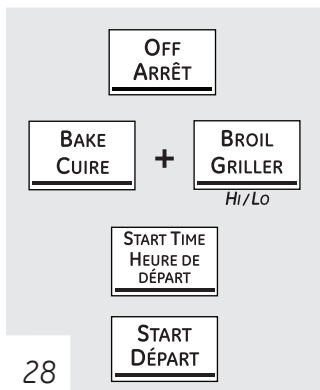 OFF
ARRÊT
BAKE
CUIRE
+
BROIL
GRILLER
HI/LO
START TIME
HEURE DE
DÉPART
START
DÉPART
28